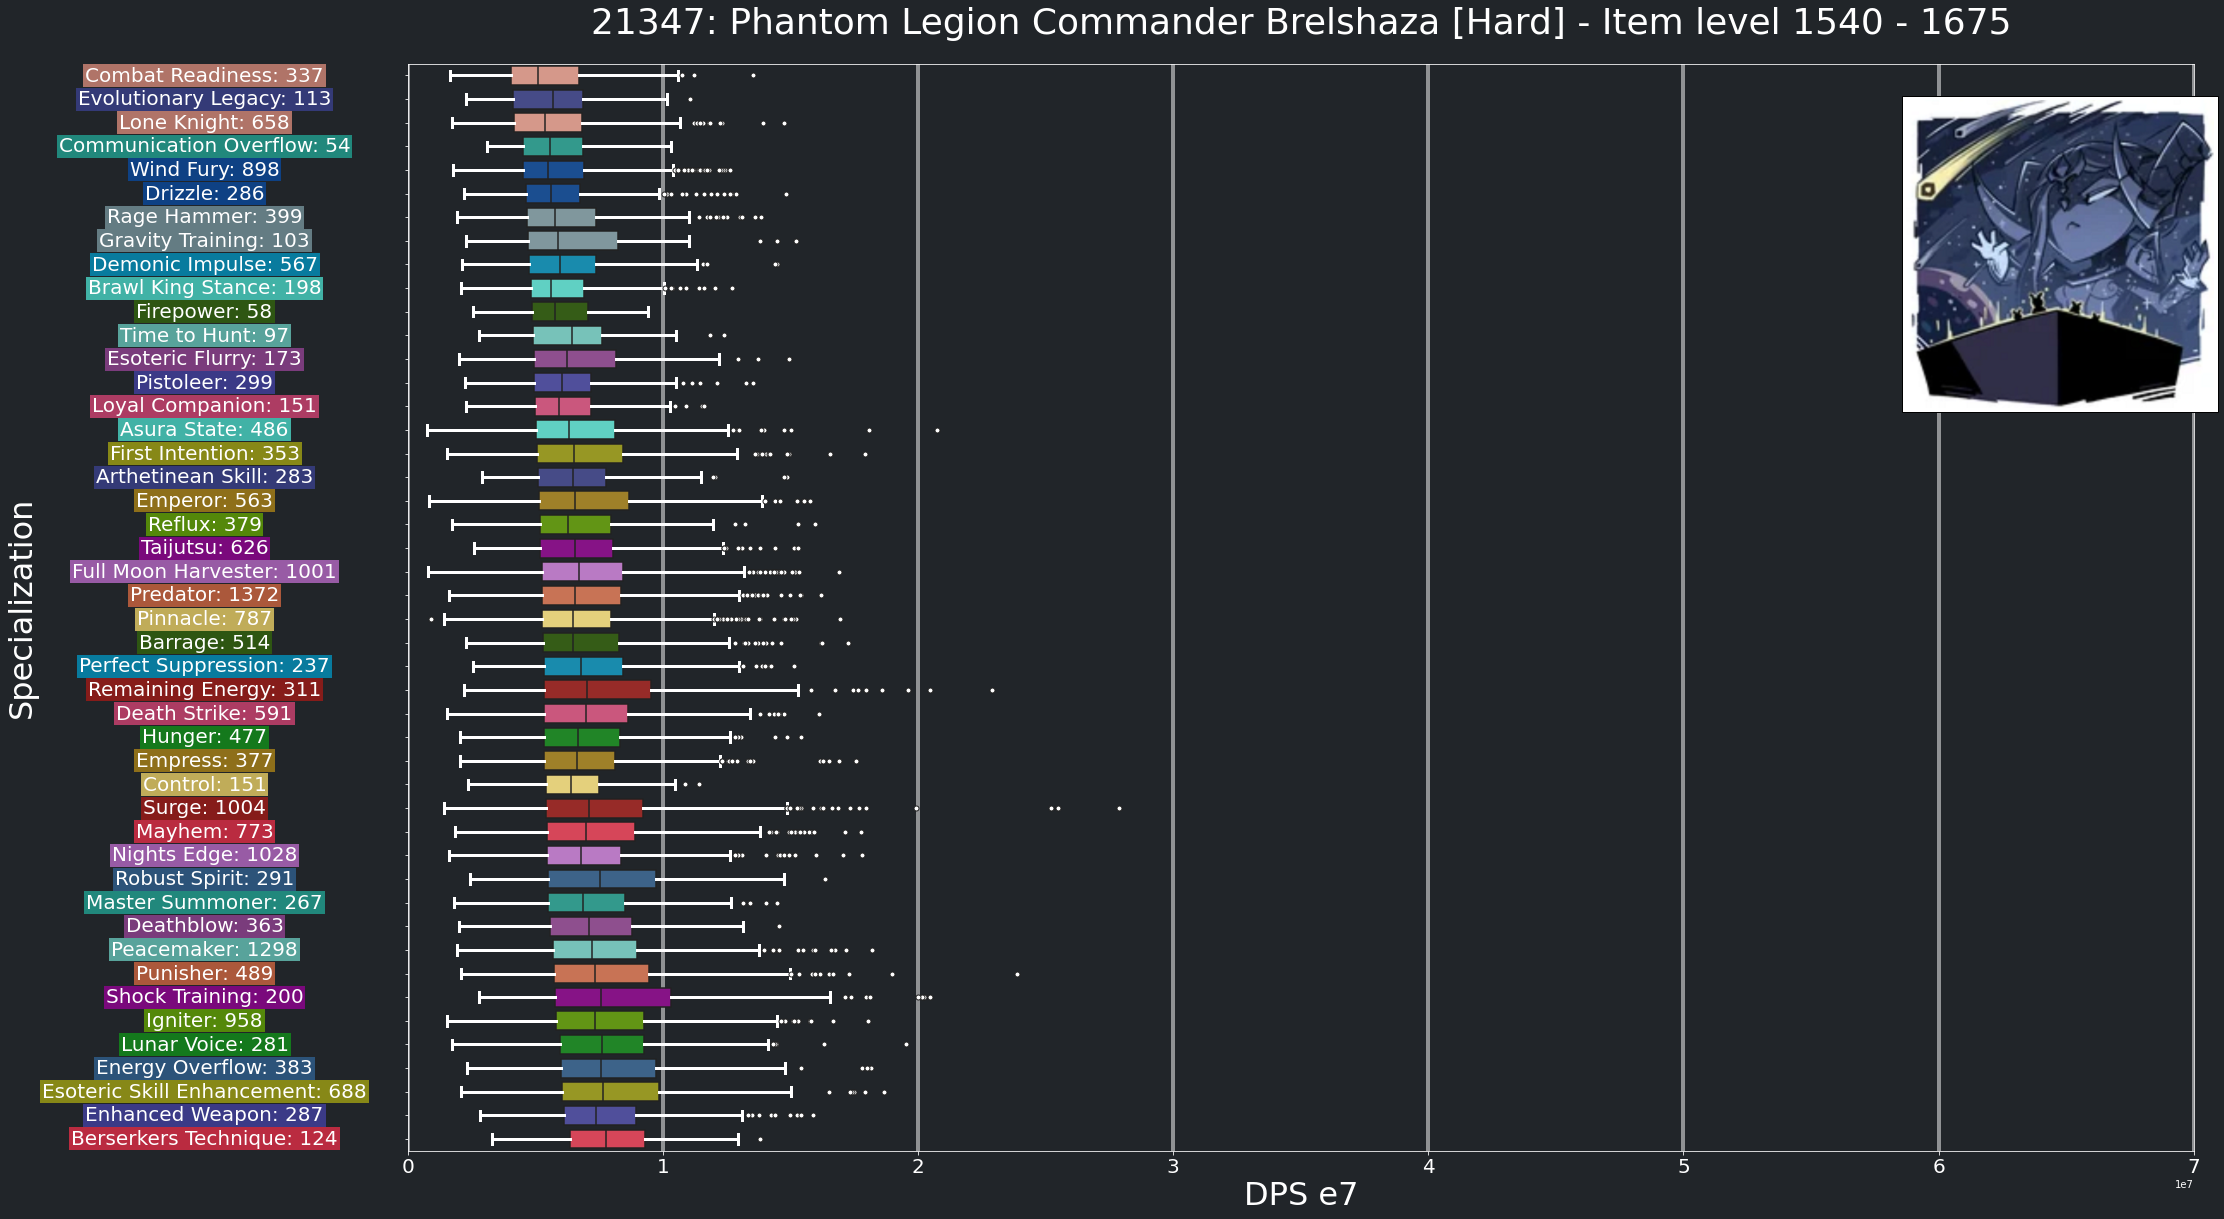 21347: Phantom Legion Commander Brelshaza [Hard] - Item level 1540 - 1675
Specialization
Combat Readiness: 337
Evolutionary Legacy: 113
Lone Knight: 658
Communication Overflow: 54
Wind Fury: 898
Drizzle: 286
Rage Hammer: 399
Gravity Training: 103
Demonic Impulse: 567
Brawl King Stance: 198
Firepower: 58
Time to Hunt: 97
Esoteric Flurry: 173
Pistoleer: 299
Loyal Companion: 151
Asura State: 486
First Intention: 353
Arthetinean Skill: 283
Emperor: 563
Reflux: 379
Taijutsu: 626
Full Moon Harvester: 1001
Predator: 1372
Pinnacle: 787
Barrage: 514
Perfect Suppression: 237
Remaining Energy: 311
Death Strike: 591
Hunger: 477
Empress: 377
Control: 151
Surge: 1004
Mayhem: 773
Nights Edge: 1028
Robust Spirit: 291
Master Summoner: 267
Deathblow: 363
Peacemaker: 1298
Punisher: 489
Shock Training: 200
Igniter: 958
Lunar Voice: 281
Energy Overflow: 383
Esoteric Skill Enhancement: 688
Enhanced Weapon: 287
Berserkers Technique: 124
0 1 2 3 4 5 6 7
1e7
DPS e7